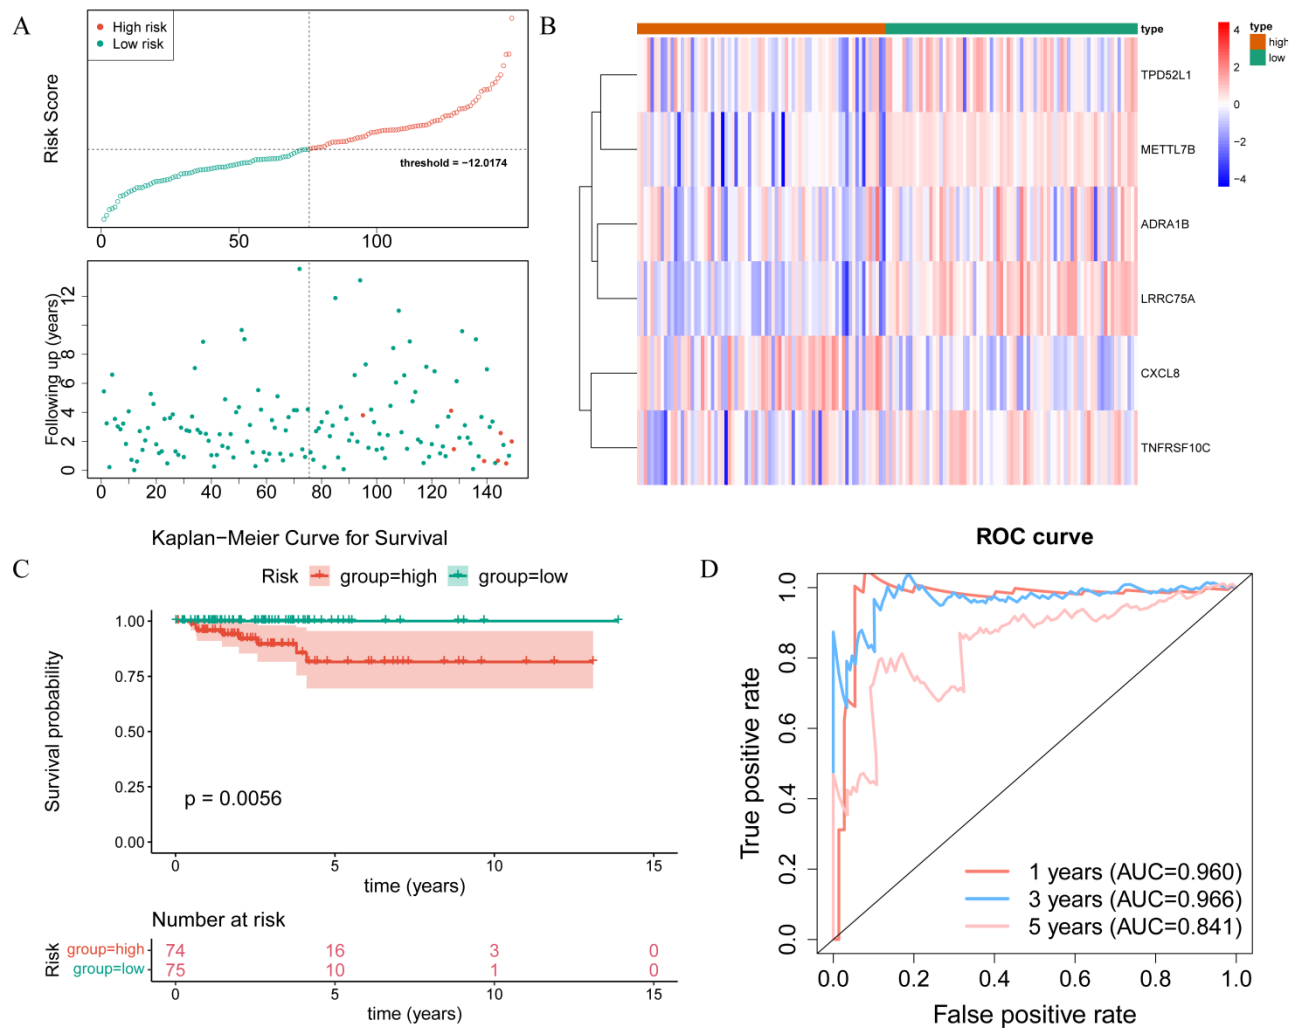 A
High risk
Low risk
Risk Score
threshold = −12.0174
0
50
100
Following up (years)
0
2
4
6
8
12
0
20
40
60
80
100
120
140
B
type
TPD52L1
METTL7B
ADRA1B
LRRC75A
CXCL8
TNFRSF10C
4
2
0
−2
−4
type
high
low
C
Kaplan−Meier Curve for Survival
Risk group=high group=low
Survival probability
1.00
0.75
0.50
0.25
0.00
p = 0.0056
0 5 10 15
time (years)
Number at risk
Risk
group=high 74 16 3 0
group=low 75 10 1 0
0 5 10 15
time (years)
D
ROC curve
True positive rate
0.0
0.2
0.4
0.6
0.8
1.0
1 years (AUC=0.960)
3 years (AUC=0.966)
5 years (AUC=0.841)
0.0 0.2 0.4 0.6 0.8 1.0
False positive rate